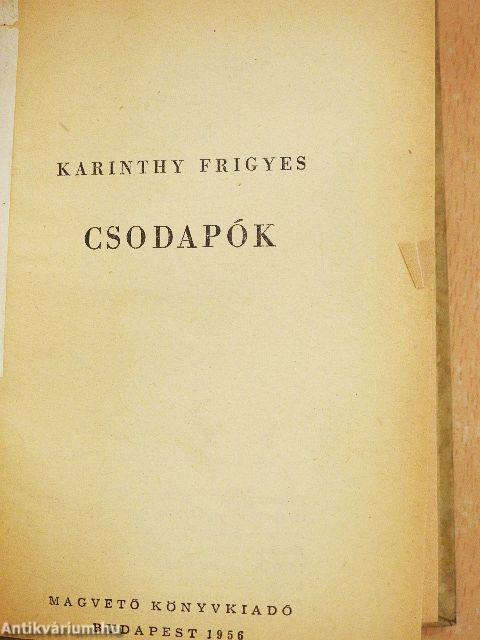 KARINTHY FRIGYES
CSODAPÓK
MAGVETŐ KÖNYVKIADÓ
BUDAPEST 1956
Antikvárium.hu